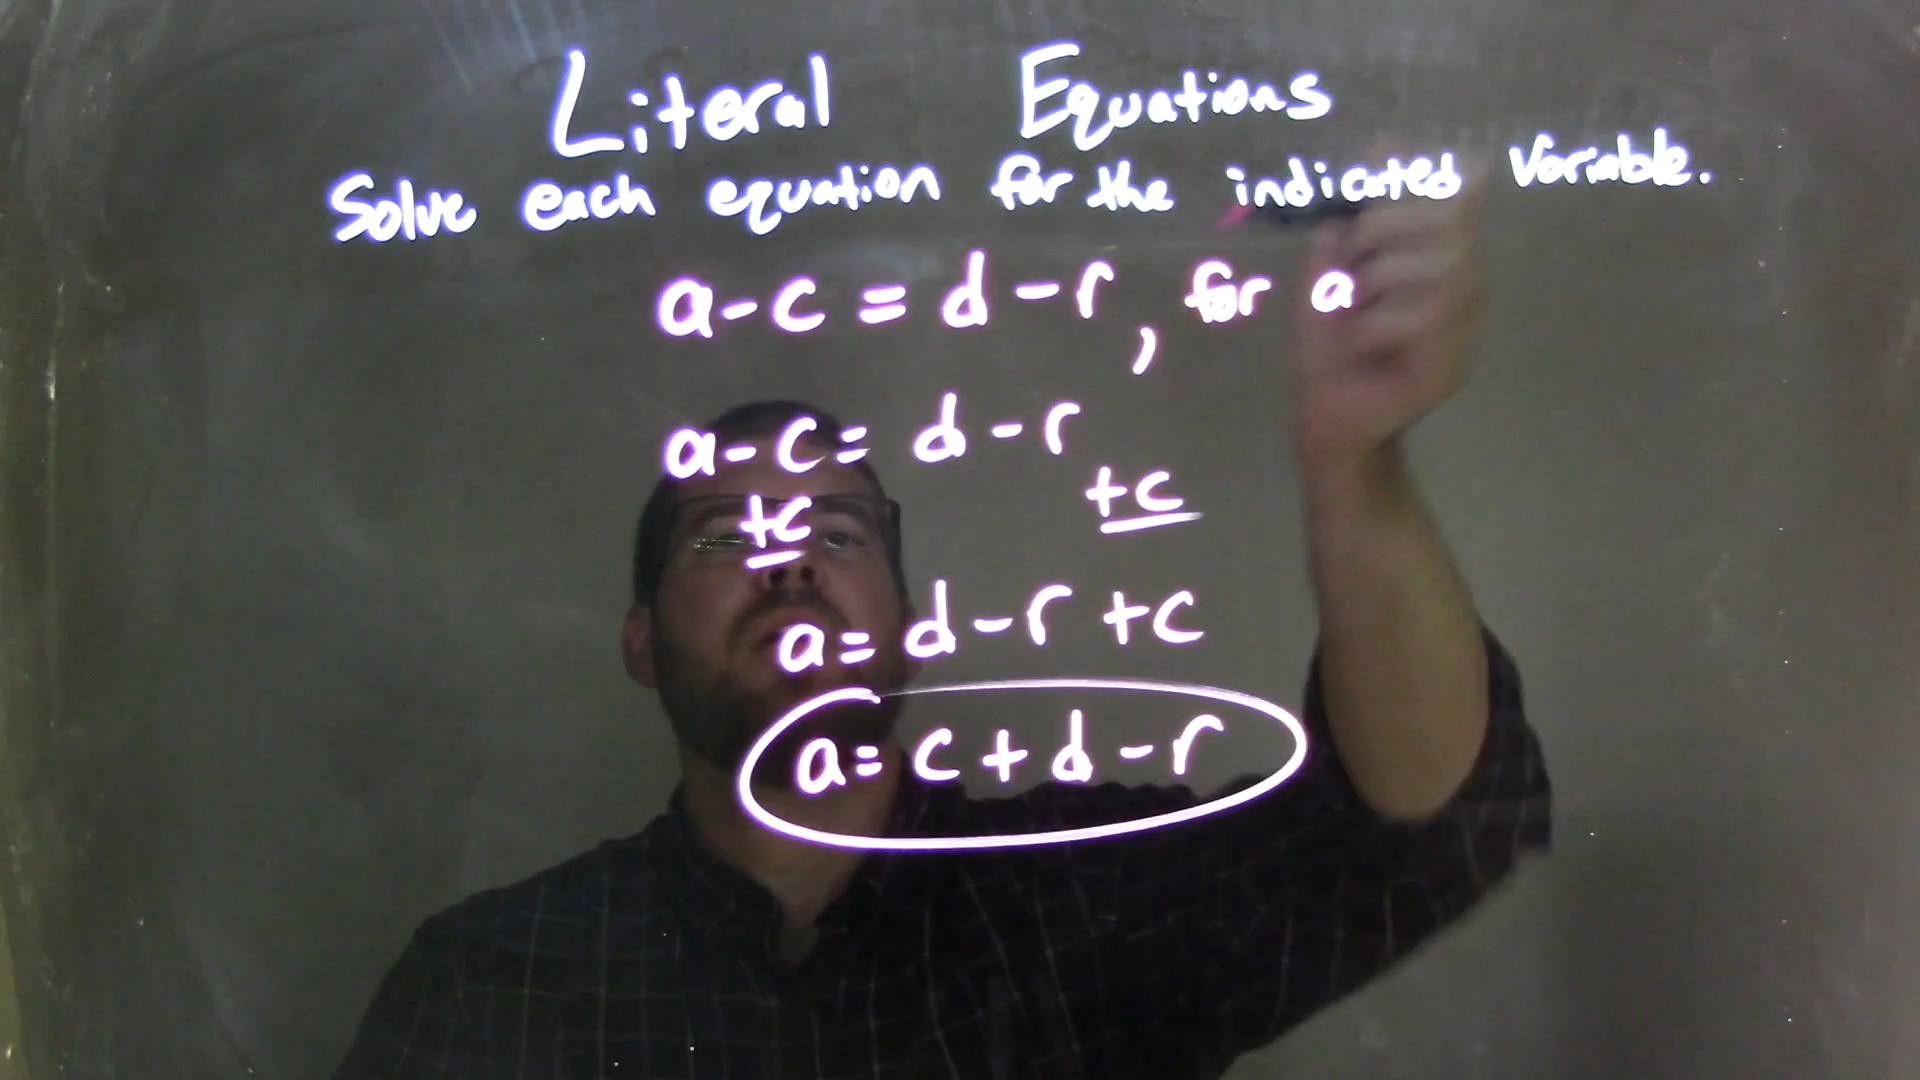 Literal Equations
Solve each equation for the indicated variable.
a-c = d-r, for a
a-c= d-r
+c +c
a= d-r+c
a= c+d-r